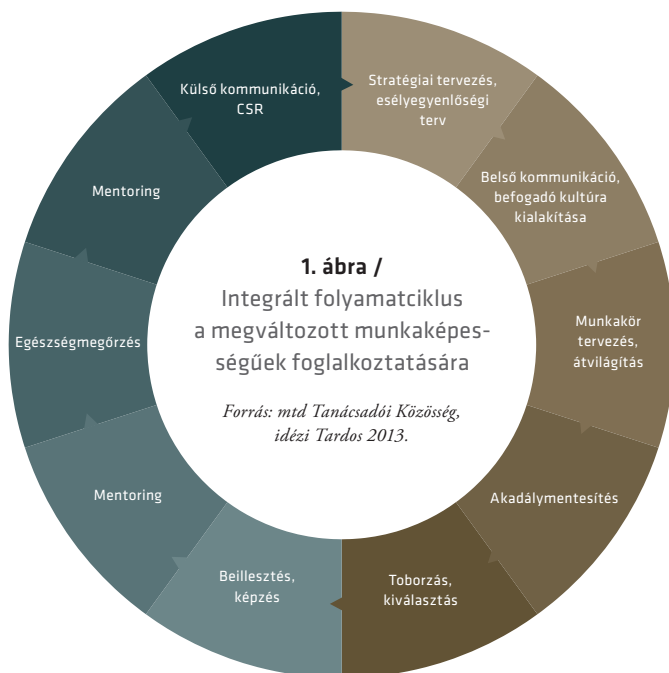 Stratégiai tervezés,
esélyegyenlőségi
terv
Belső kommunikáció,
befogadó kultúra
kialakítása
Munkakör
tervezés,
átvilágítás
Akadálymentesítés
Toborzás,
kiválasztás
Beillesztés,
képzés
Mentoring
Egészségmegőrzés
Mentoring
Külső kommunikáció,
CSR
1. ábra /
Integrált folyamatciklus
a megváltozott munkaképes-
ségűek foglalkoztatására
Forrás: mtd Tanácsadói Közösség,
idézi Tardos 2013.